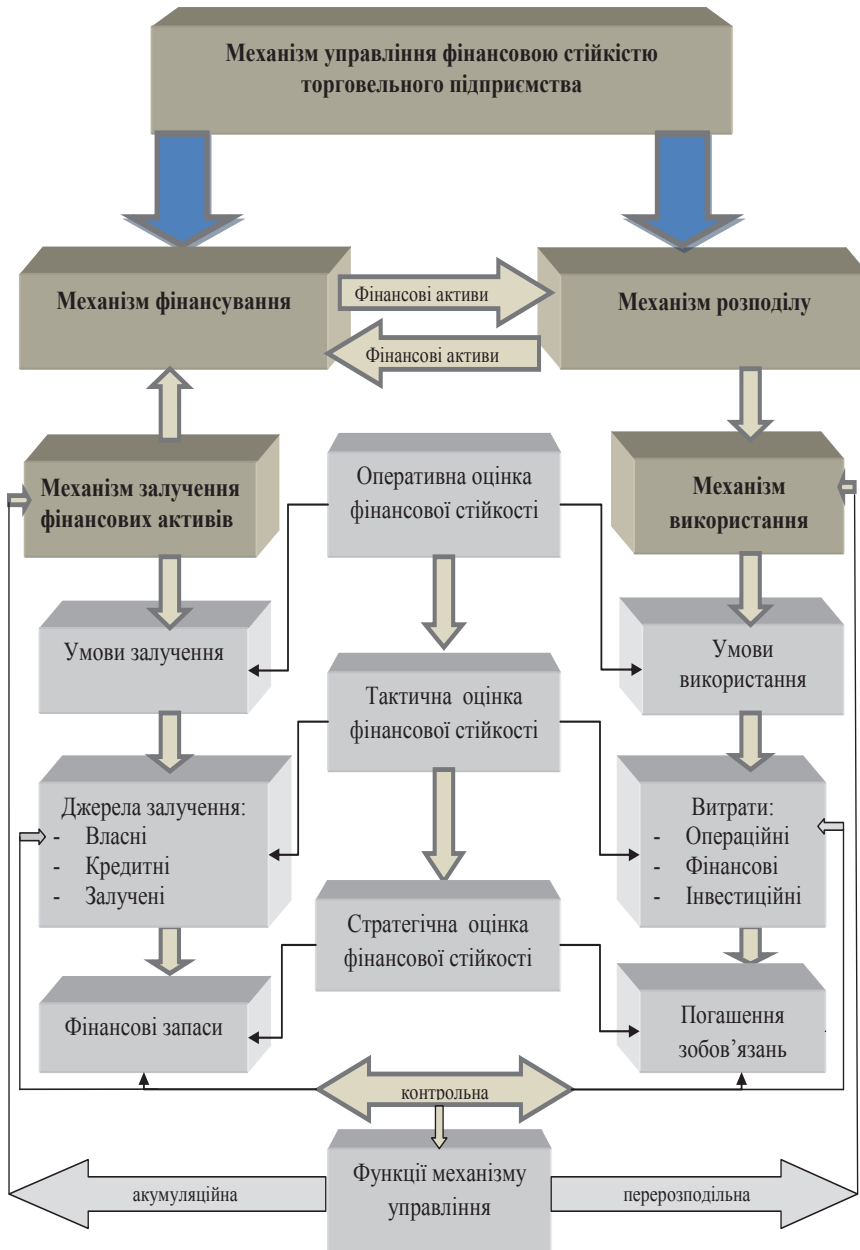 Механізм управління фінансовою стійкістю
торговельного підприємства
Механізм фінансування
Фінансові активи
Фінансові активи
Механізм розподілу
Механізм залучення
фінансових активів
Оперативна оцінка
фінансової стійкості
Механізм
використання
Умови залучення
Умови
використання
Тактична оцінка
фінансової стійкості
Джерела залучення:
- Власні
- Кредитні
- Залучені
Витрати:
- Операційні
- Фінансові
- Інвестиційні
Стратегічна оцінка
фінансової стійкості
Фінансові запаси
Погашення
зобов’язань
контрольна
Функції механізму
управління
акумуляційна
перерозподільна